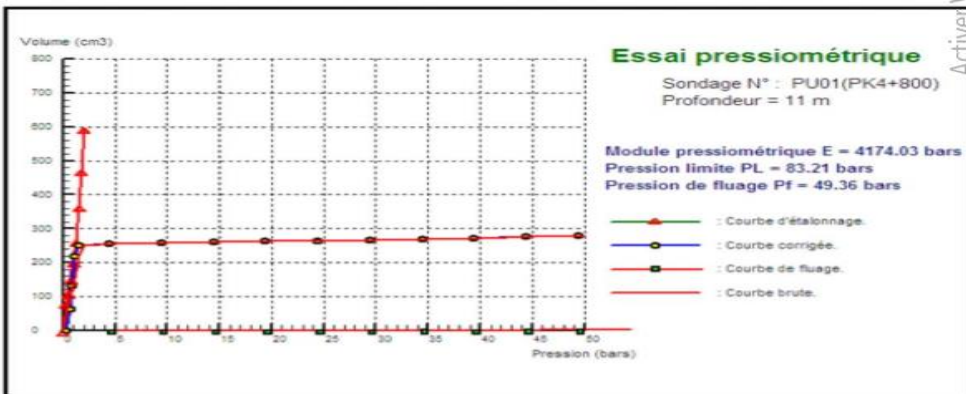 Volume (cm3)
800
700
600
500
400
300
200
100
0
0 5 10 15 20 25 30 35 40 45 50
Pression (bars)
Essai pressiométrique
Sondage N° : PU01(PK4+800)
Profondeur = 11 m
Module pressiométrique E = 4174.03 bars
Pression limite PL = 83.21 bars
Pression de fluage Pf = 49.36 bars
: Courbe d'étalonnage.
: Courbe corrigée.
: Courbe de fluage.
: Courbe brute.
Activer